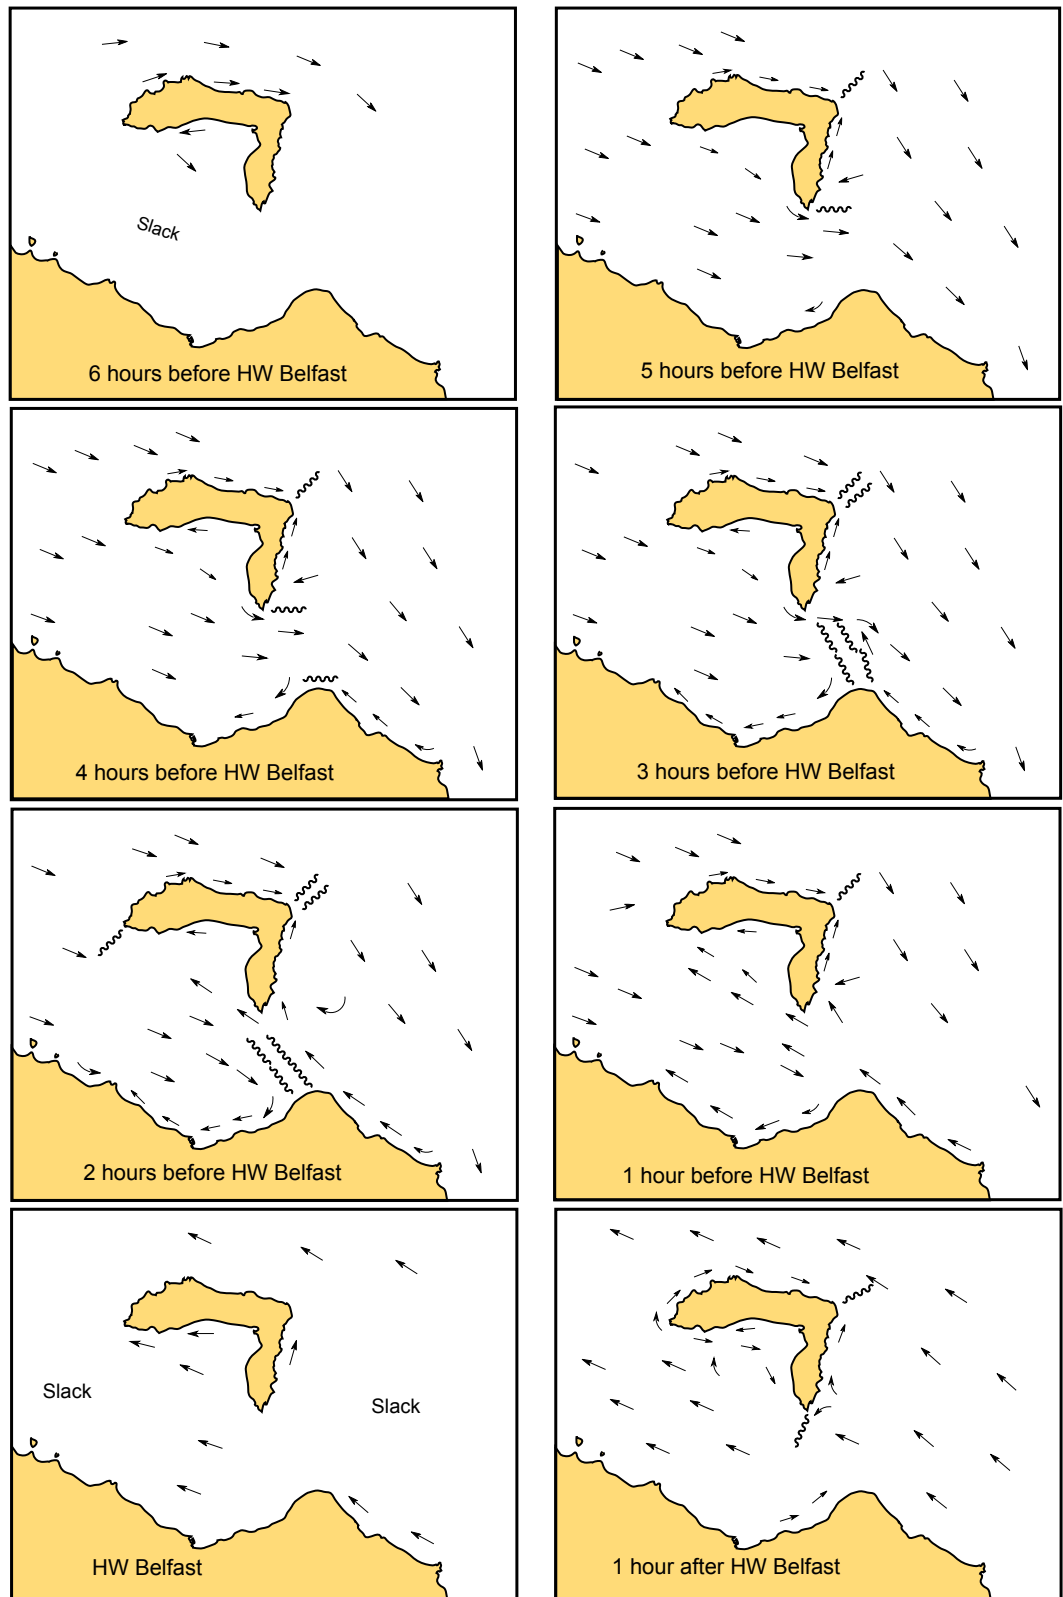 Slack
6 hours before HW Belfast
5 hours before HW Belfast
4 hours before HW Belfast
3 hours before HW Belfast
2 hours before HW Belfast
1 hour before HW Belfast
Slack
Slack
HW Belfast
1 hour after HW Belfast